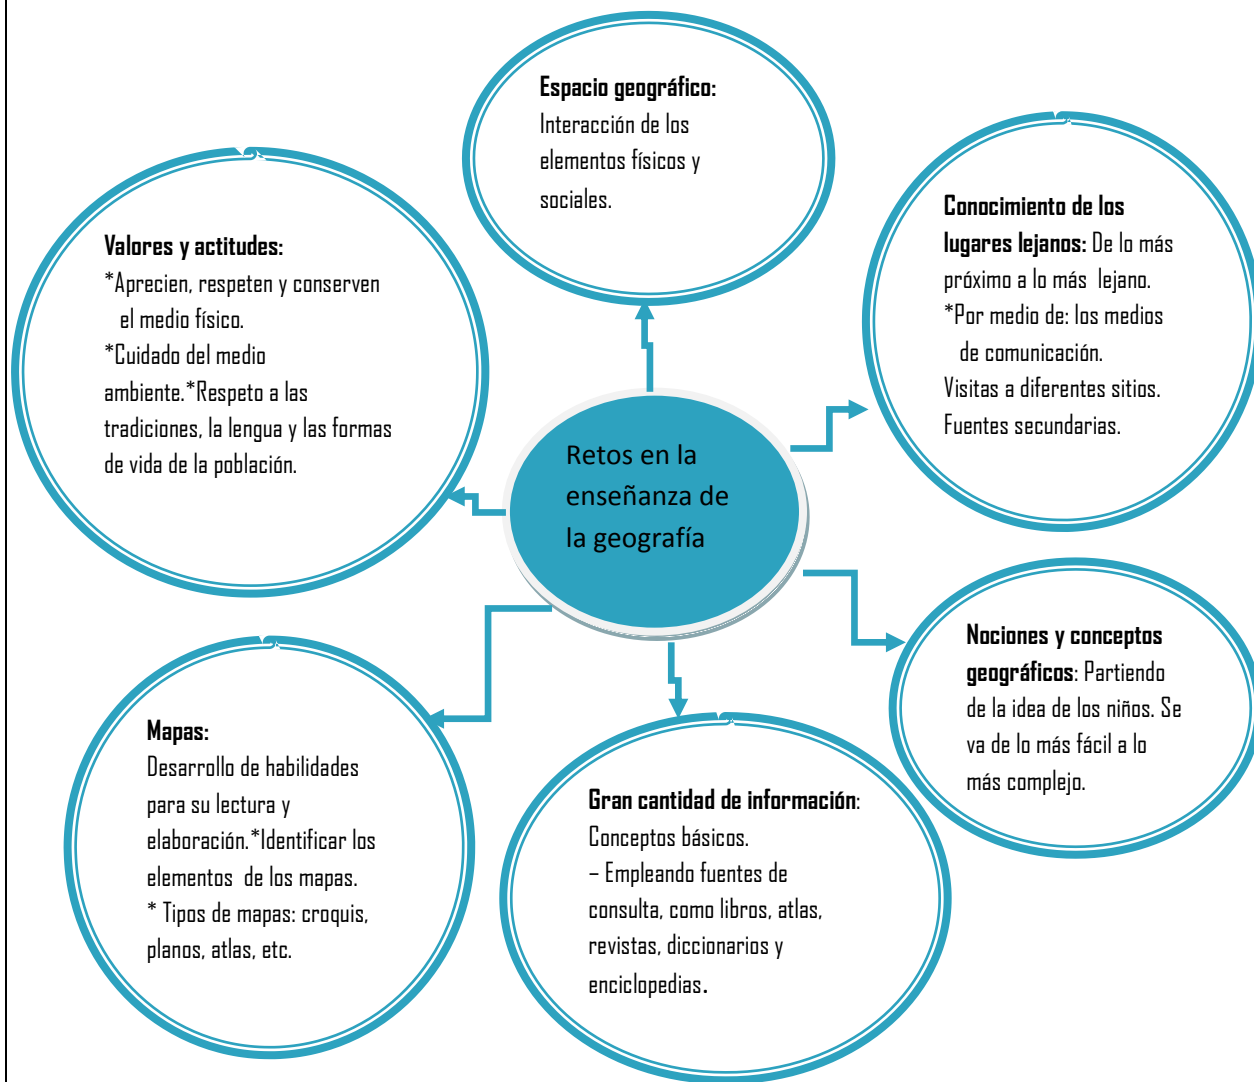 Espacio geográfico:
Interacción de los
elementos físicos y
sociales.
Conocimiento de los
lugares lejanos: De lo más
próximo a lo más lejano.
*Por medio de: los medios
de comunicación.
Visitas a diferentes sitios.
Fuentes secundarias.
Valores y actitudes:
*Aprecien, respeten y conserven
el medio físico.
*Cuidado del medio
ambiente.*Respeto a las
tradiciones, la lengua y las formas
de vida de la población.
Retos en la
enseñanza de
la geografía
Nociones y conceptos
geográficos: Partiendo
de la idea de los niños. Se
va de lo más fácil a lo
más complejo.
Mapas:
Desarrollo de habilidades
para su lectura y
elaboración.*Identificar los
elementos de los mapas.
* Tipos de mapas: croquis,
planos, atlas, etc.
Gran cantidad de información:
Conceptos básicos.
– Empleando fuentes de
consulta, como libros, atlas,
revistas, diccionarios y
enciclopedias.